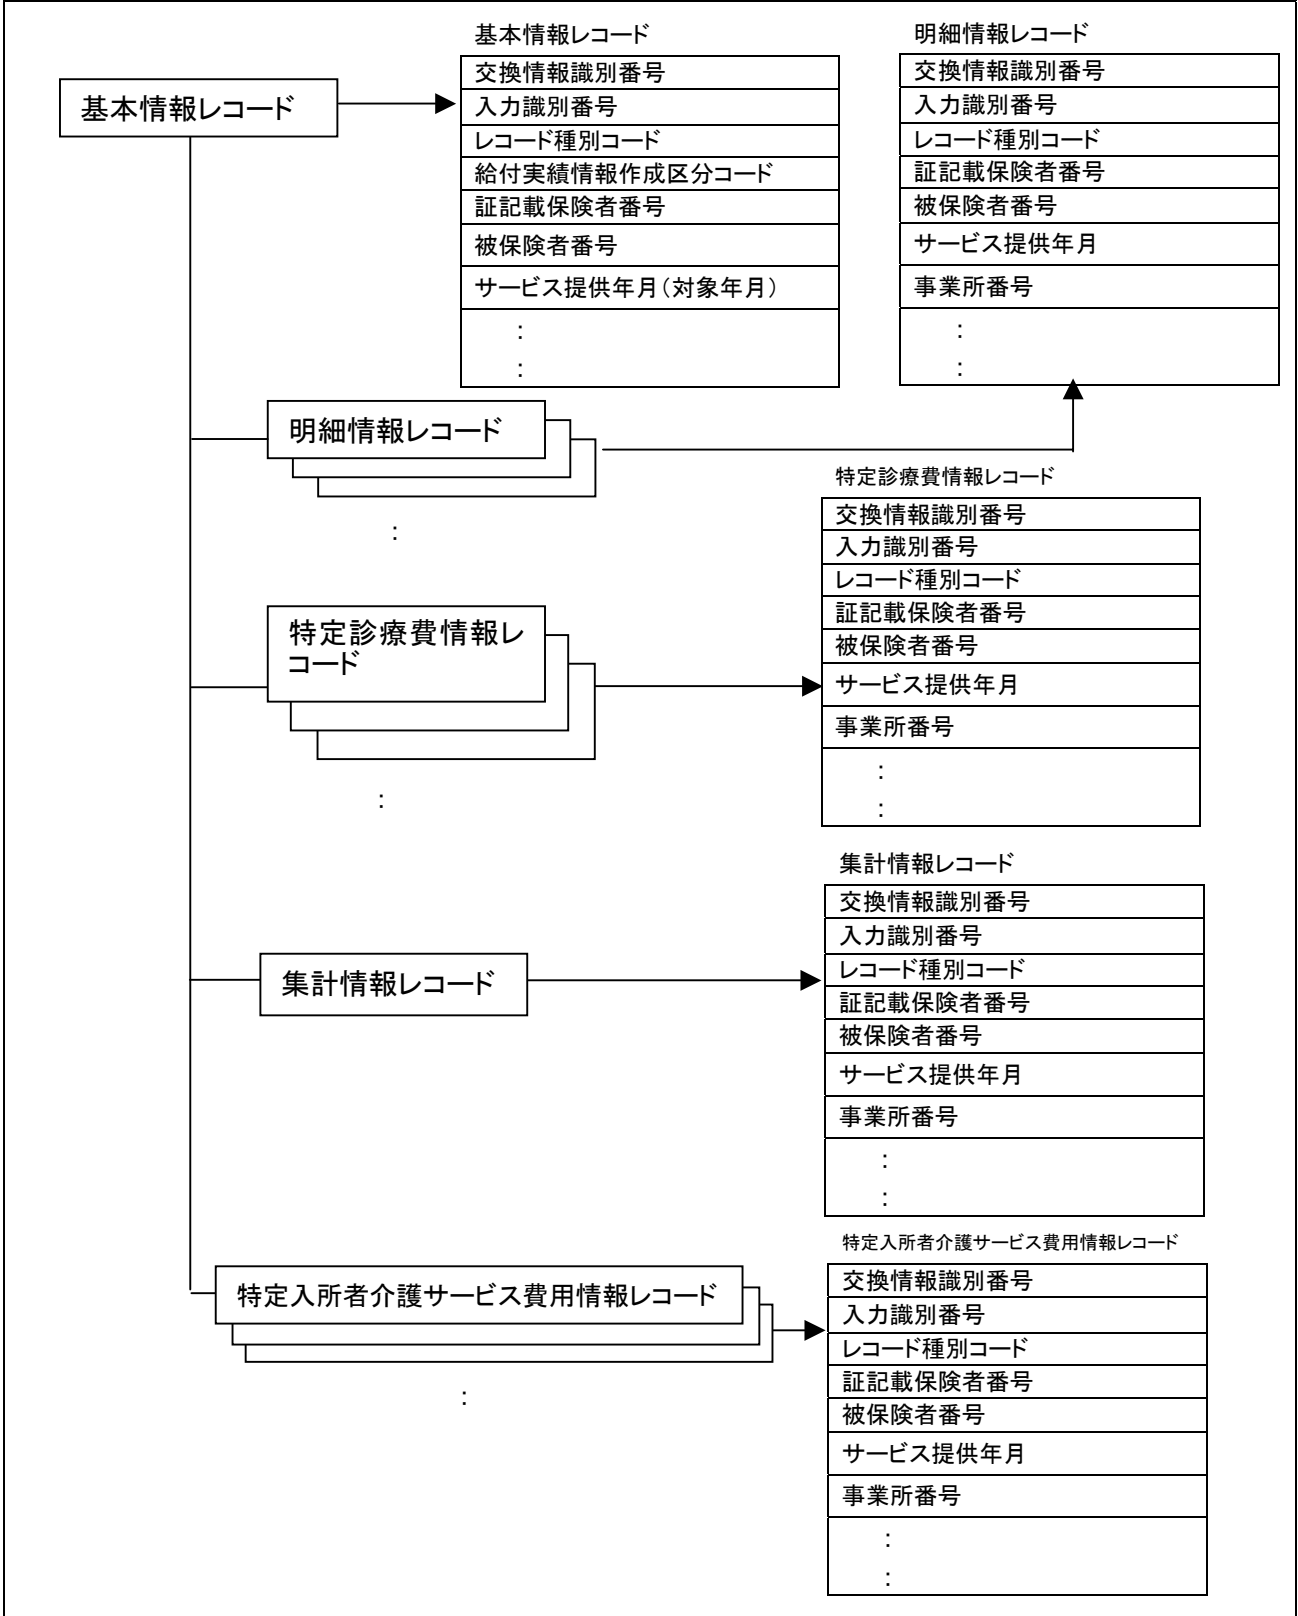 基本情報レコード
基本情報レコード
交換情報識別番号
入力識別番号
レコード種別コード
給付実績情報作成区分コード
証記載保険者番号
被保険者番号
サービス提供年月(対象年月)
:
:
明細情報レコード
交換情報識別番号
入力識別番号
レコード種別コード
証記載保険者番号
被保険者番号
サービス提供年月
事業所番号
:
:
明細情報レコード
:
特定診療費情報レコード
交換情報識別番号
入力識別番号
レコード種別コード
証記載保険者番号
被保険者番号
サービス提供年月
事業所番号
:
:
特定診療費情報レ
コード
:
集計情報レコード
集計情報レコード
交換情報識別番号
入力識別番号
レコード種別コード
証記載保険者番号
被保険者番号
サービス提供年月
事業所番号
:
:
特定入所者介護サービス費用情報レコード
:
特定入所者介護サービス費用情報レコード
交換情報識別番号
入力識別番号
レコード種別コード
証記載保険者番号
被保険者番号
サービス提供年月
事業所番号
:
: